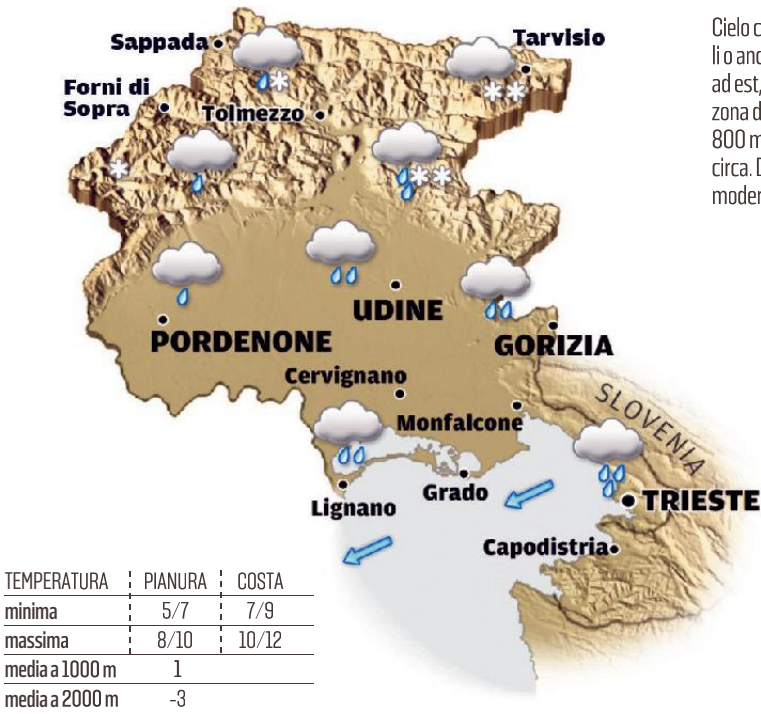 Sappada
Tarvisio
Forni di
Sopra
Tolmezzo
UDINE
PORDENONE
GORIZIA
Cervignano
Monfalcone
SLOVENIA
Lignano
Grado
TRIESTE
Capodistria
Cielo
li o
ad est,
zona
800
circa.
TEMPERATURA PIANURA COSTA
minima 5/7 7/9
massima 8/10 10/12
media a 1000 m 1
media a 2000 m -3